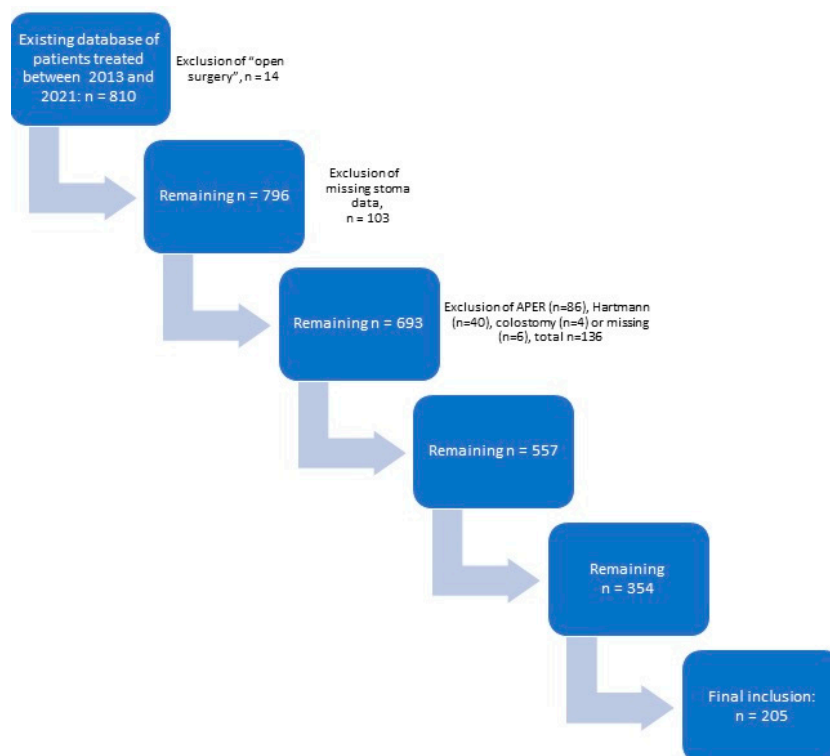 Existing database of
patients treated
between 2013 and
2021: n = 810
Exclusion of “open
surgery”, n = 14
Remaining n = 796
Exclusion of
missing stoma
data,
n = 103
Remaining n = 693
Exclusion of APER (n=86), Hartmann
(n=40), colostomy (n=4) or missing
(n=6), total n=136
Remaining n = 557
Remaining
n = 354
Final inclusion:
n = 205